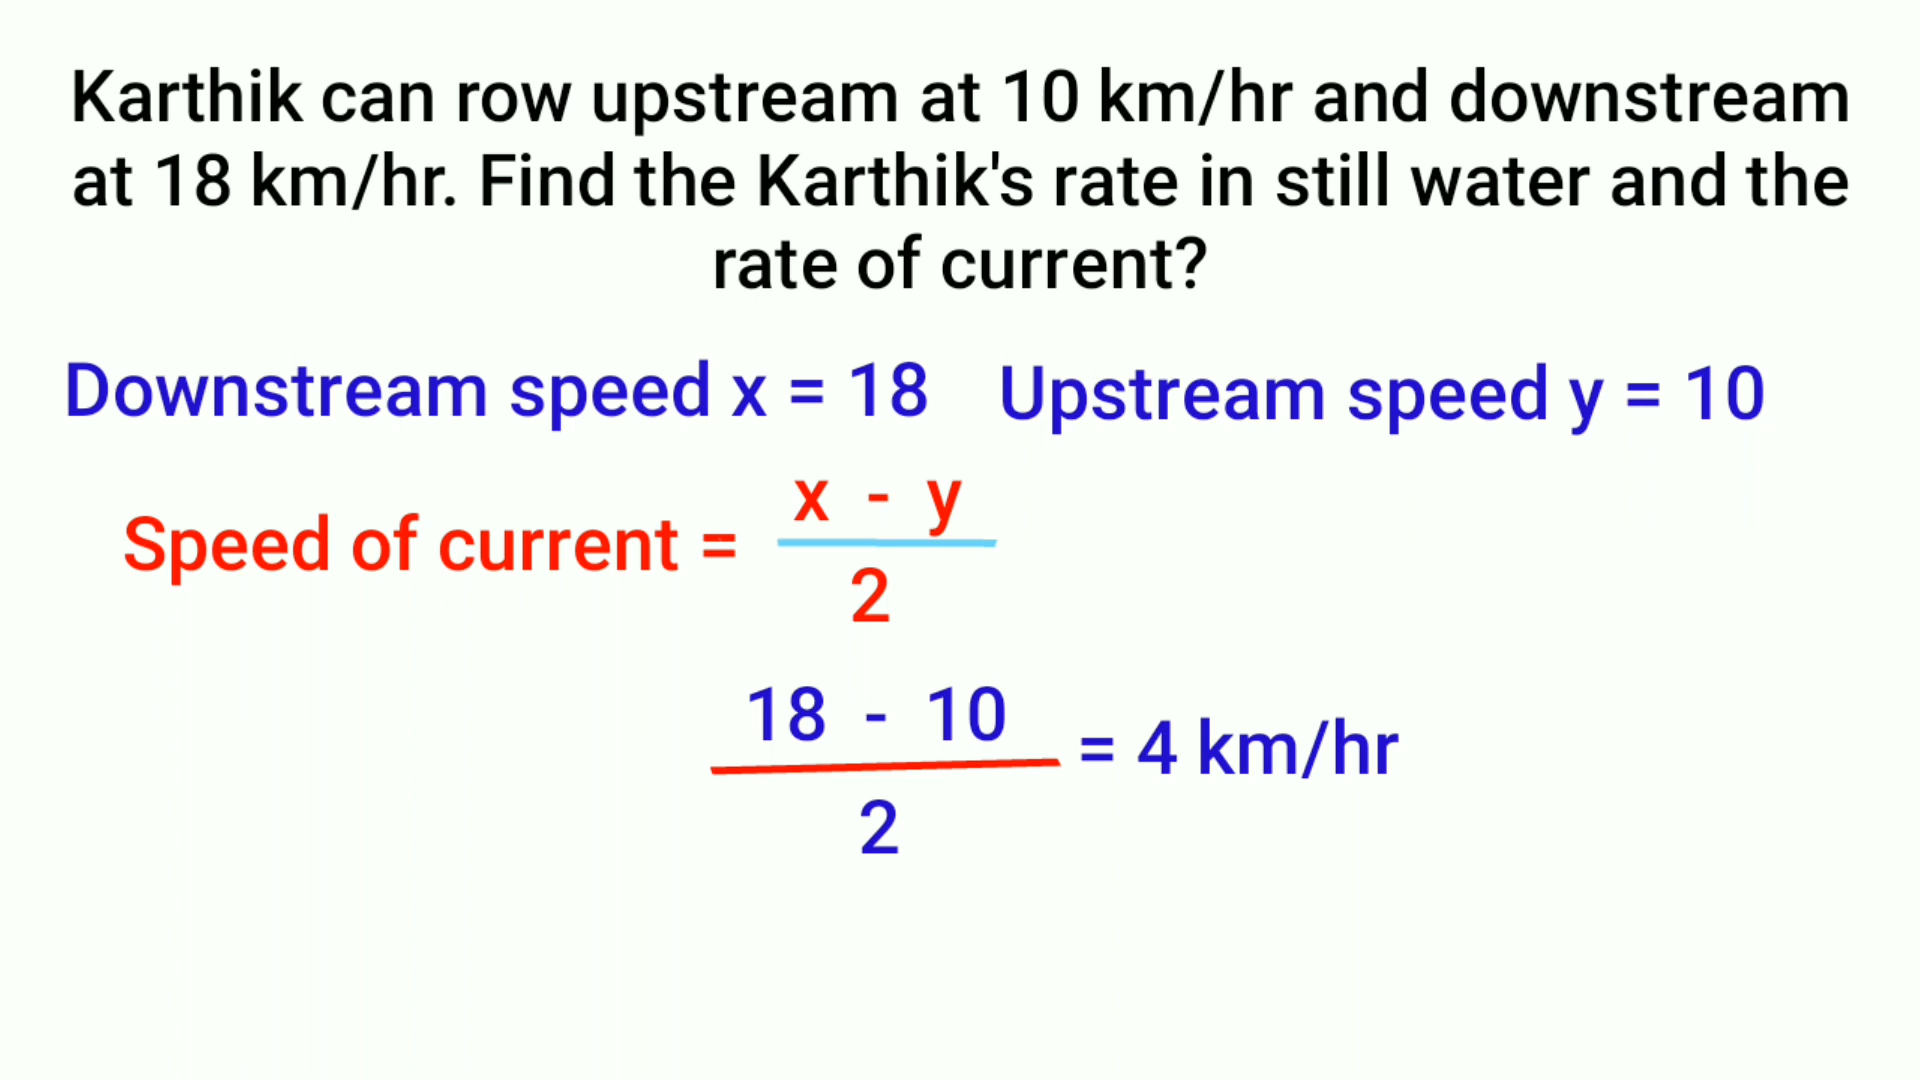 Karthik can row upstream at 10 km/hr and downstream
at 18 km/hr. Find the Karthik's rate in still water and the
rate of current?
Downstream speed x = 18 Upstream speed y = 10
x - y
Speed of current =
2
18 - 10
= 4 km/hr
2